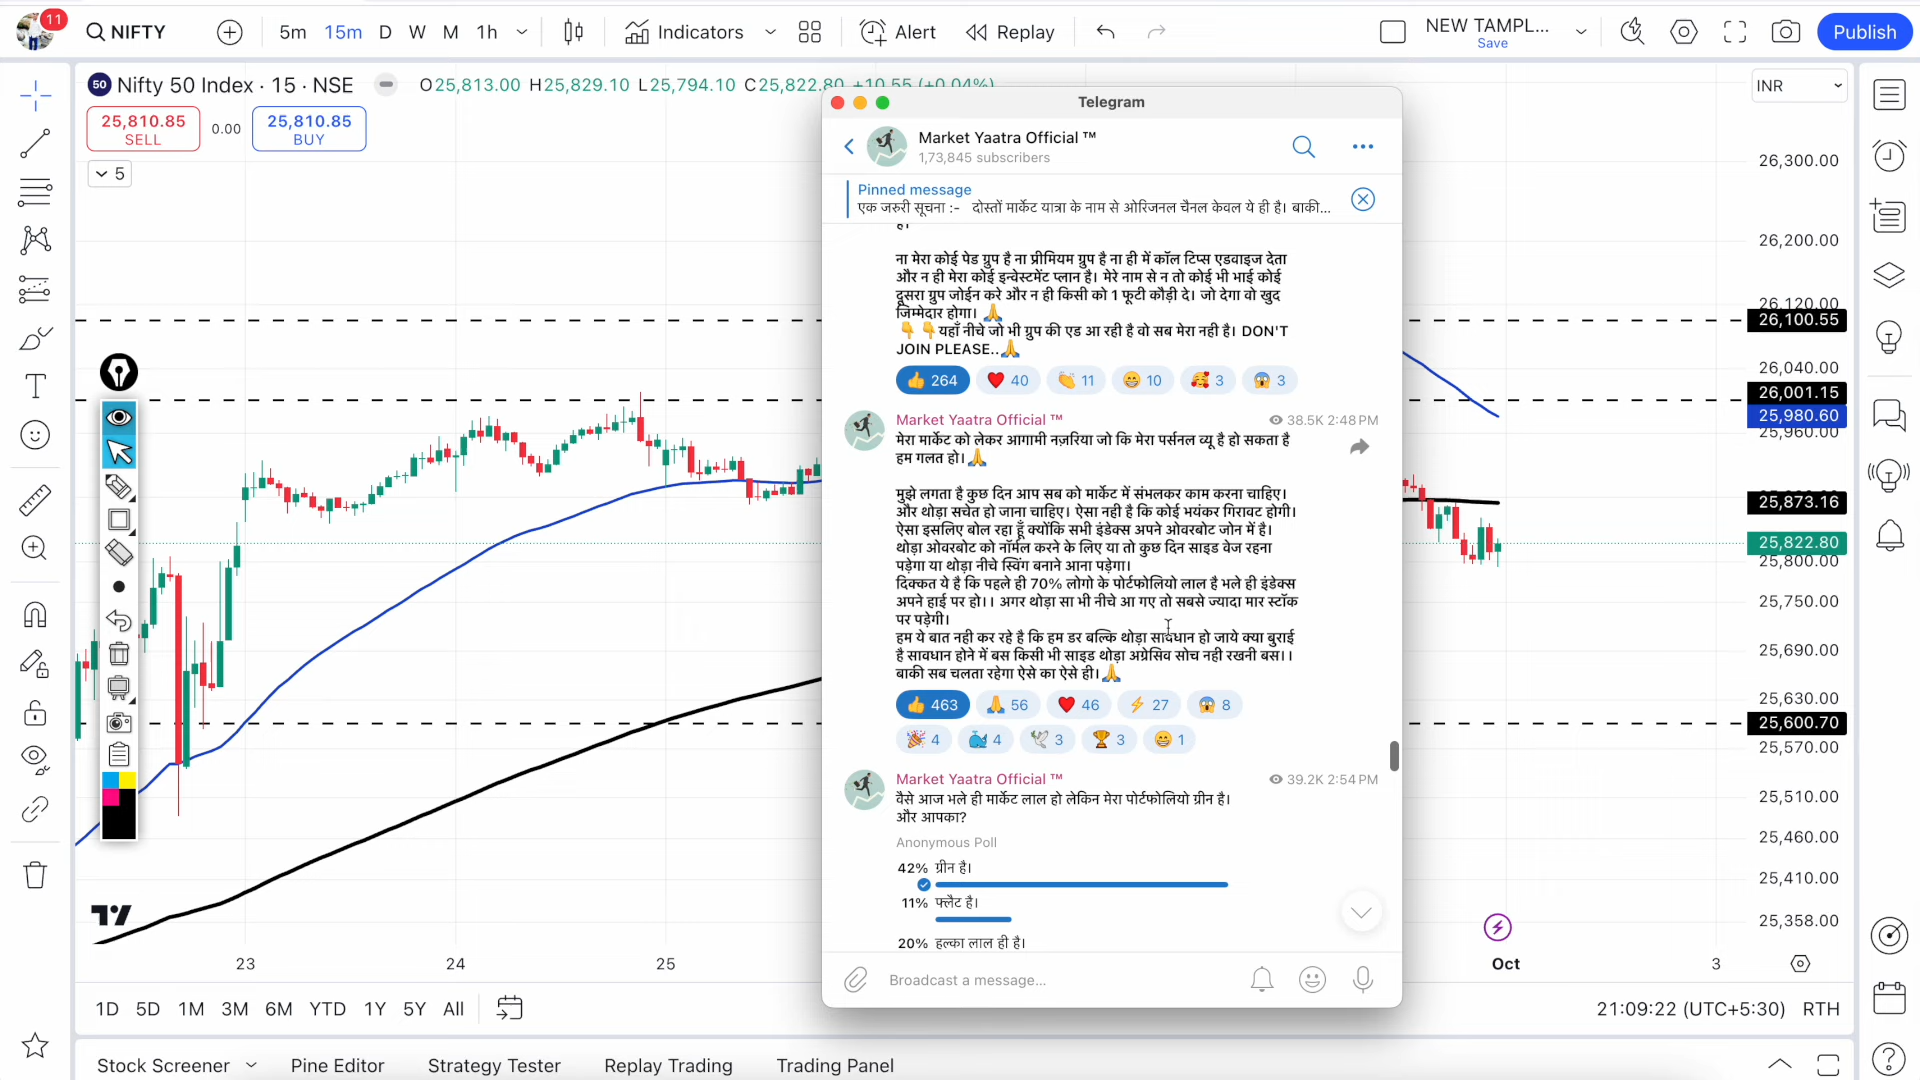 11
NIFTY
5m 15m D W M 1h
Indicators
Alert
Replay
NEW TAMPL...
Save
Publish
50 Nifty 50 Index · 15 · NSE
O25,813.00 H25,829.10 L25,794.10 C25,822.80 +10.55 (+0.04%)
INR
25,810.85
SELL
0.00
25,810.85
BUY
5
Telegram
Market Yaatra Official ™
1,73,845 subscribers
Pinned message
एक जरुरी सूचना :- दोस्तों मार्केट यात्रा के नाम से ओरिजनल चैनल केवल ये ही है। बाकी...
ना मेरा कोई पेड ग्रुप है ना प्रीमियम ग्रुप है ना ही में कॉल टिप्स एडवाइज देता
और न ही मेरा कोई इन्वेस्टमेंट प्लान है। मेरे नाम से न तो कोई भी भाई कोई
दूसरा ग्रुप जोईन करे और न ही किसी को 1 फूटी कौड़ी दे। जो देगा वो खुद
जिम्मेदार होगा। 🙏
👇 👇यहाँ नीचे जो भी ग्रुप की एड आ रही है वो सब मेरा नही है। DON'T
JOIN PLEASE..🙏
👍 264 ❤️ 40 👏 11 😁 10 🥰 3 😱 3
Market Yaatra Official ™
38.5K 2:48 PM
मेरा मार्केट को लेकर आगामी नज़रिया जो कि मेरा पर्सनल व्यू है हो सकता है
हम गलत हो।🙏
मुझे लगता है कुछ दिन आप सब को मार्केट में संभलकर काम करना चाहिए।
और थोड़ा सचेत हो जाना चाहिए। ऐसा नही है कि कोई भयंकर गिरावट होगी।
ऐसा इसलिए बोल रहा हूँ क्योंकि सभी इंडेक्स अपने ओवरबोट जोन में है।
थोड़ा ओवरबोट को नॉर्मल करने के लिए या तो कुछ दिन साइड वेज रहना
पड़ेगा या थोड़ा नीचे स्विंग बनाने आना पड़ेगा।
दिक्कत ये है कि पहले ही 70% लोगो के पोर्टफोलियो लाल है भले ही इंडेक्स
अपने हाई पर हो।। अगर थोड़ा सा भी नीचे आ गए तो सबसे ज्यादा मार स्टॉक
पर पड़ेगी।
हम ये बात नही कर रहे है कि हम डर बल्कि थोड़ा सावधान हो जाये क्या बुराई
है सावधान होने में बस किसी भी साइड थोड़ा अग्रेसिव सोच नही रखनी बस।।
बाकी सब चलता रहेगा ऐसे का ऐसे ही।🙏
👍 463 🙏 56 ❤️ 46 ⚡ 27 😱 8
🎉 4 🐳 4 🕊 3 🏆 3 😁 1
Market Yaatra Official ™
39.2K 2:54 PM
वैसे आज भले ही मार्केट लाल हो लेकिन मेरा पोर्टफोलियो ग्रीन है।
और आपका?
Anonymous Poll
42% ग्रीन है।
11% फ्लैट है।
20% हल्का लाल ही है।
Broadcast a message...
26,300.00
26,200.00
26,120.00
26,100.55
26,040.00
26,001.15
25,980.60
25,960.00
25,873.16
25,822.80
25,800.00
25,750.00
25,690.00
25,630.00
25,600.70
25,570.00
25,510.00
25,460.00
25,410.00
25,358.00
23 24 25 Oct 3
1D 5D 1M 3M 6M YTD 1Y 5Y All
21:09:22 (UTC+5:30) RTH
Stock Screener Pine Editor Strategy Tester Replay Trading Trading Panel